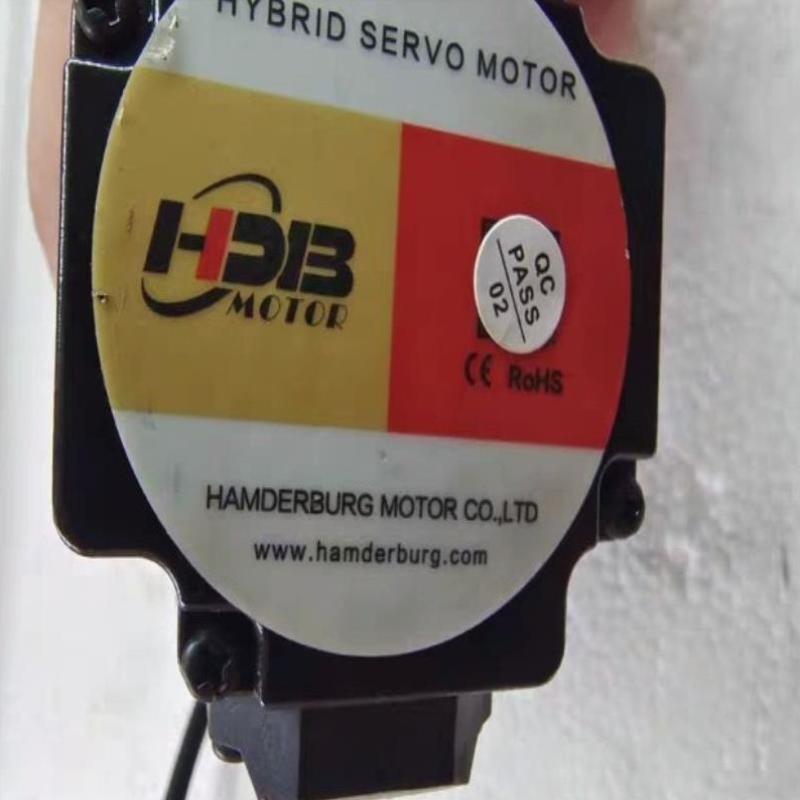 HYBRID SERVO MOTOR
HDB
MOTOR
QC
PASS
02
CE RoHS
HAMDERBURG MOTOR CO.,LTD
www.hamderburg.com